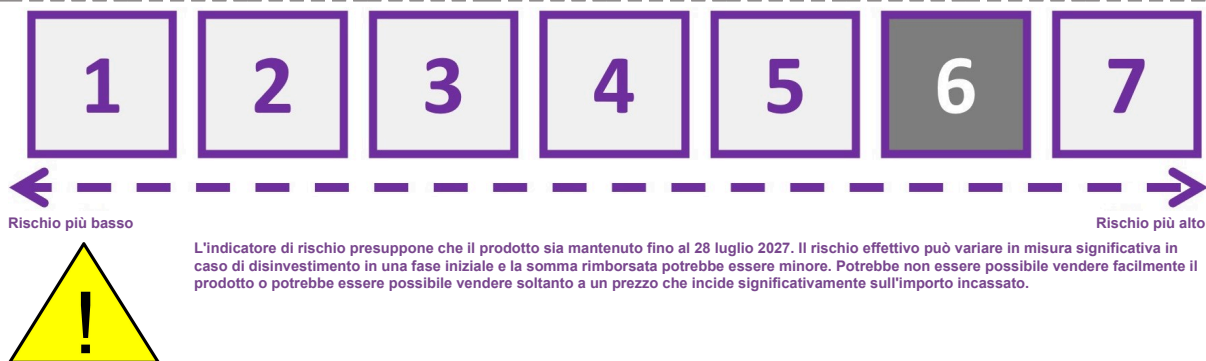 1 2 3 4 5 6 7
Rischio più basso Rischio più alto
L'indicatore di rischio presuppone che il prodotto sia mantenuto fino al 28 luglio 2027. Il rischio effettivo può variare in misura significativa in
caso di disinvestimento in una fase iniziale e la somma rimborsata potrebbe essere minore. Potrebbe non essere possibile vendere facilmente il
prodotto o potrebbe essere possibile vendere soltanto a un prezzo che incide significativamente sull'importo incassato.
!